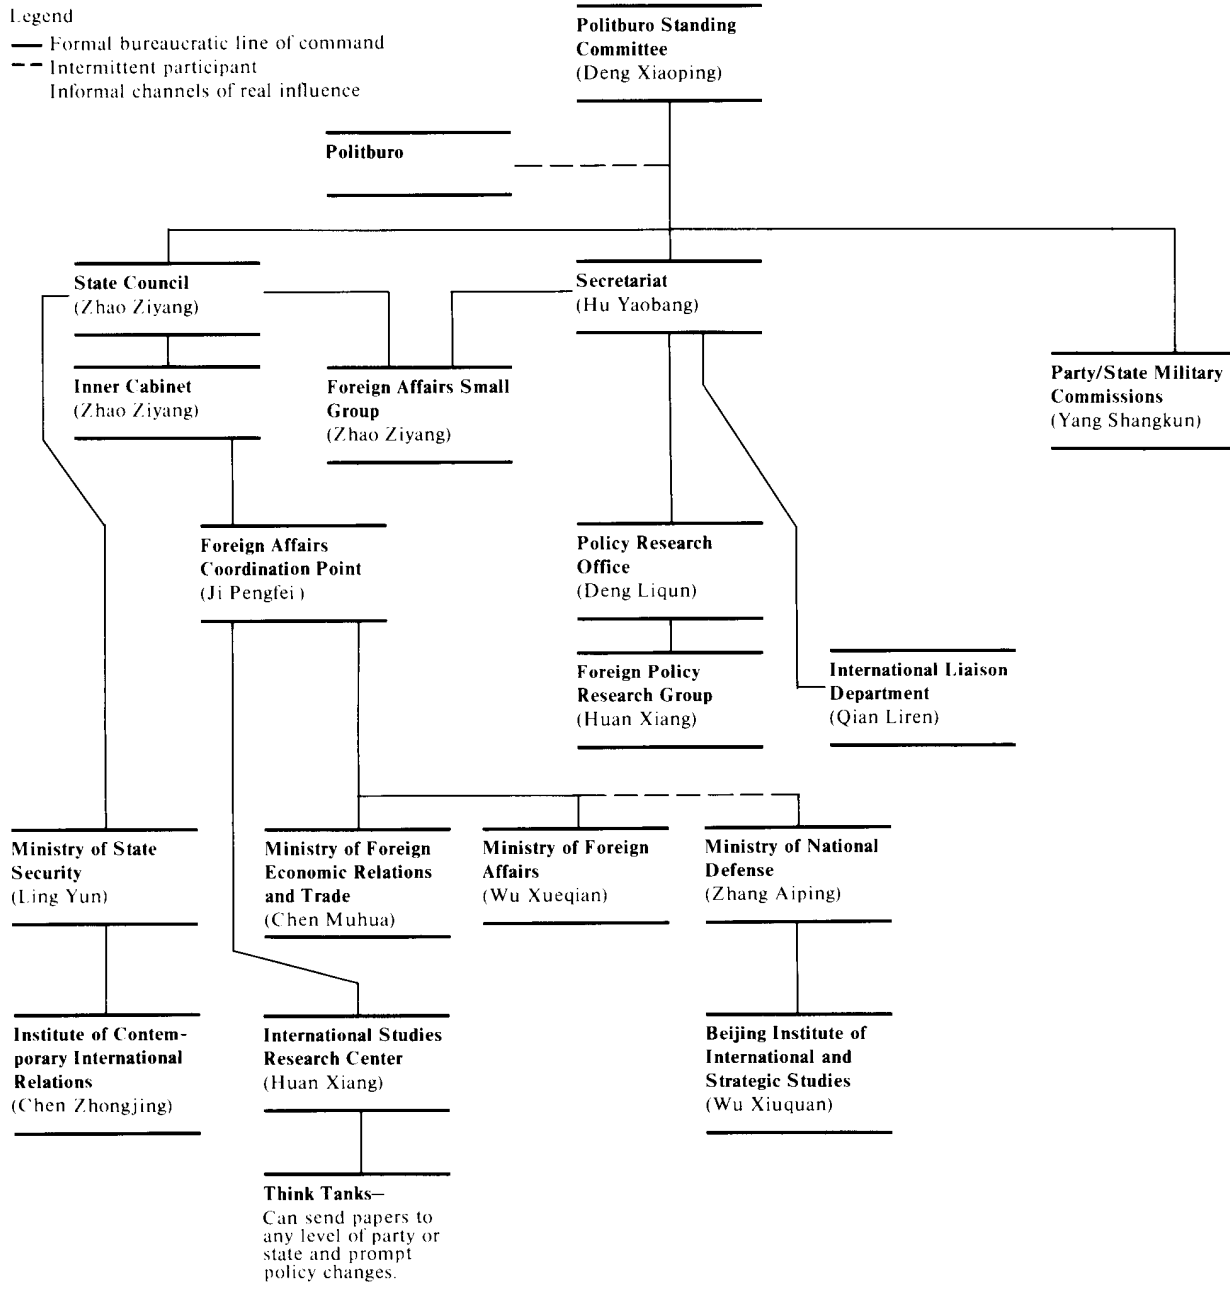 Legend
Formal bureaucratic line of command
Intermittent participant
Informal channels of real influence
Politburo Standing
Committee
(Deng Xiaoping)
Politburo
State Council
(Zhao Ziyang)
Secretariat
(Hu Yaobang)
Inner Cabinet
(Zhao Ziyang)
Foreign Affairs Small
Group
(Zhao Ziyang)
Party/State Military
Commissions
(Yang Shangkun)
Foreign Affairs
Coordination Point
(Ji Pengfei)
Policy Research
Office
(Deng Liqun)
Foreign Policy
Research Group
(Huan Xiang)
International Liaison
Department
(Qian Liren)
Ministry of State
Security
(Ling Yun)
Ministry of Foreign
Economic Relations
and Trade
(Chen Muhua)
Ministry of Foreign
Affairs
(Wu Xueqian)
Ministry of National
Defense
(Zhang Aiping)
Institute of Contem-
porary International
Relations
(Chen Zhongjing)
International Studies
Research Center
(Huan Xiang)
Beijing Institute of
International and
Strategic Studies
(Wu Xiuquan)
Think Tanks—
Can send papers to
any level of party or
state and prompt
policy changes.